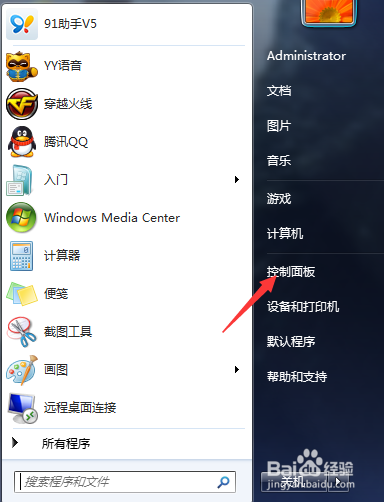 91助手V5
YY语音
穿越火线
腾讯QQ
入门
Windows Media Center
计算器
便笺
截图工具
画图
远程桌面连接
所有程序
搜索程序和文件
Administrator
文档
图片
音乐
游戏
计算机
控制面板
设备和打印机
默认程序
帮助和支持
关机
Baidu经验
jingyan.baidu.com